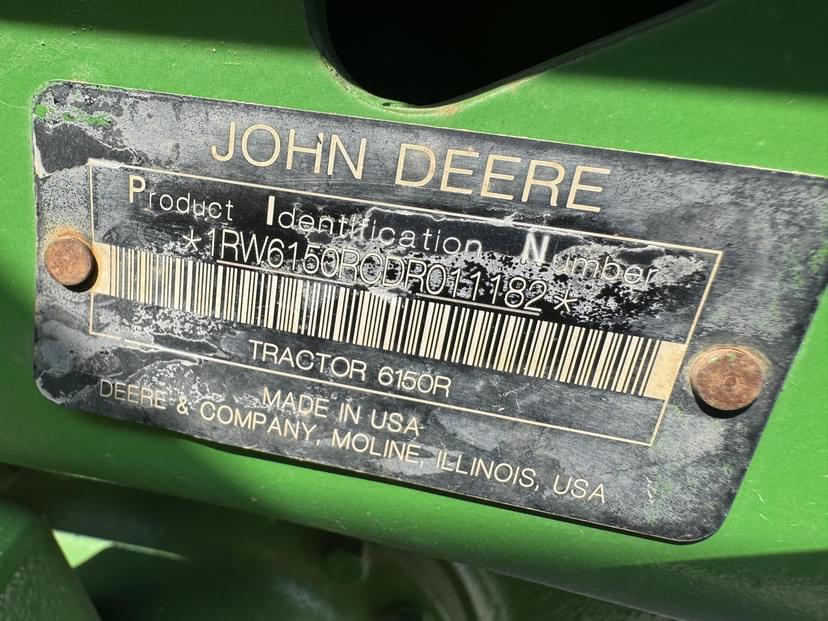 JOHN DEERE
Product Identification Number
*1RW6150RCDR011182*
TRACTOR 6150R
MADE IN USA
DEERE & COMPANY, MOLINE, ILLINOIS, USA